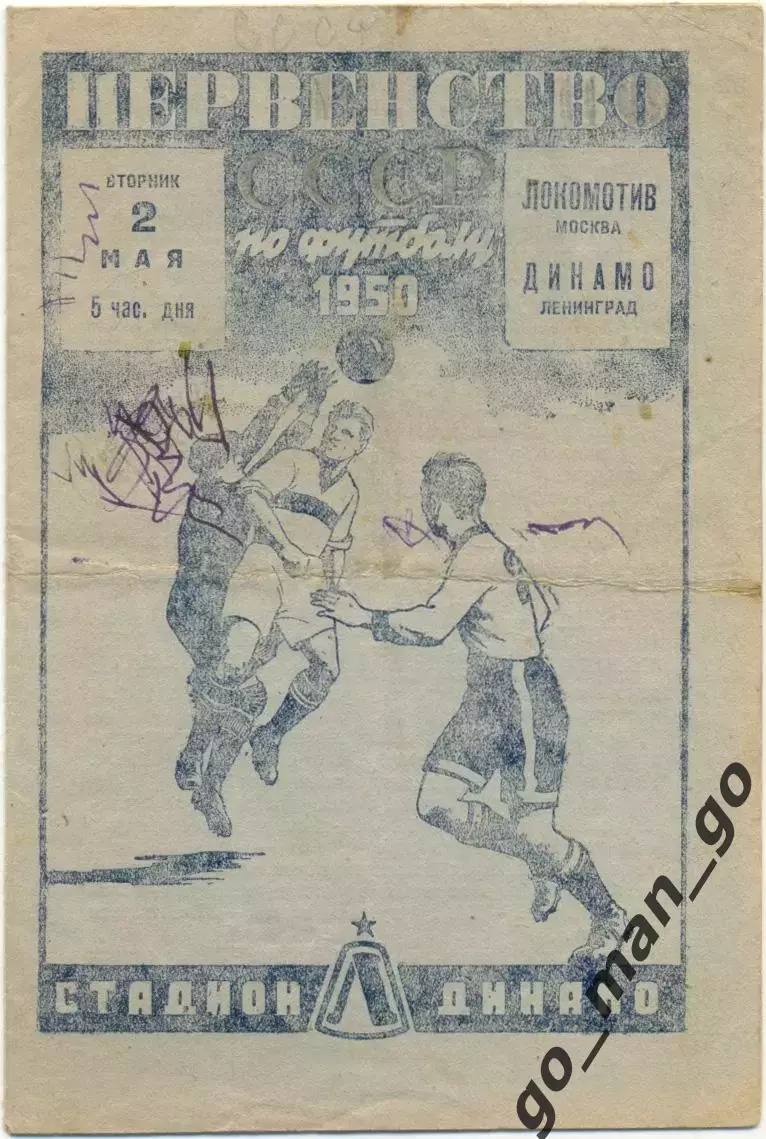 ПЕРВЕНСТВО
СССР
по футболу
1950
ВТОРНИК
2
МАЯ
5 час. дня
ЛОКОМОТИВ
МОСКВА
ДИНАМО
ЛЕНИНГРАД
СТАДИОН Л ДИНАМО
go_man_go